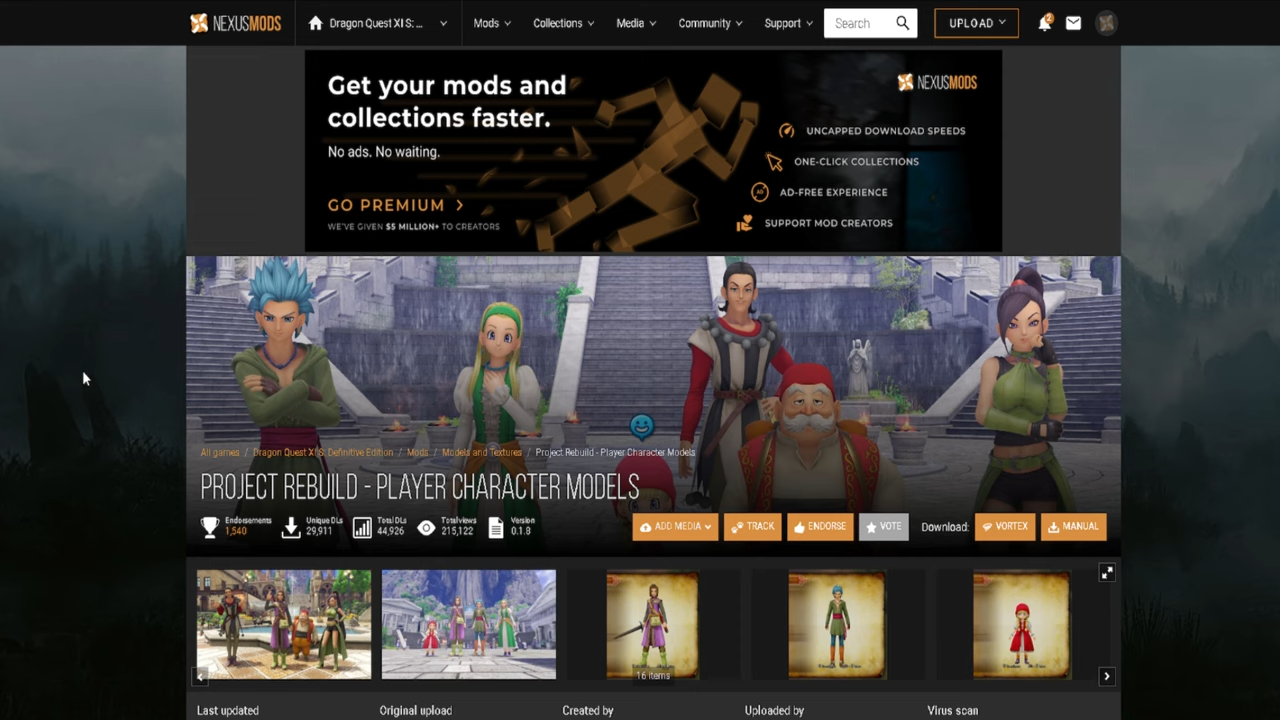 NEXUSMODS
Dragon Quest XI S: ...
Mods
Collections
Media
Community
Support
Search
UPLOAD
2
Get your mods and
collections faster.
No ads. No waiting.
GO PREMIUM
WE'VE GIVEN $5 MILLION+ TO CREATORS
NEXUSMODS
UNCAPPED DOWNLOAD SPEEDS
ONE-CLICK COLLECTIONS
AD
AD-FREE EXPERIENCE
SUPPORT MOD CREATORS
All games / Dragon Quest XI S: Definitive Edition / Mods / Models and Textures / Project Rebuild - Player Character Models
PROJECT REBUILD - PLAYER CHARACTER MODELS
Endorsements
1,540
Unique DLs
29,911
Total DLs
44,926
Total views
215,122
Version
0.1.8
ADD MEDIA
TRACK
ENDORSE
VOTE
Download:
VORTEX
MANUAL
16 items
Last updated
Original upload
Created by
Uploaded by
Virus scan